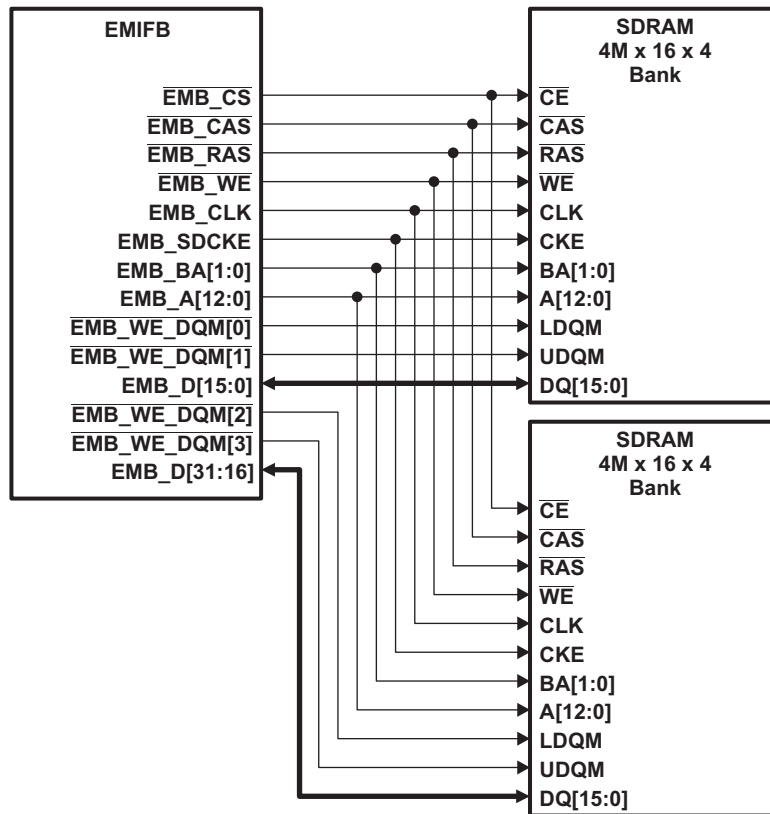 EMIFB
EMB_CS
EMB_CAS
EMB_RAS
EMB_WE
EMB_CLK
EMB_SDCKE
EMB_BA[1:0]
EMB_A[12:0]
EMB_WE_DQM[0]
EMB_WE_DQM[1]
EMB_D[15:0]
EMB_WE_DQM[2]
EMB_WE_DQM[3]
EMB_D[31:16]
SDRAM
4M x 16 x 4
Bank
CE
CAS
RAS
WE
CLK
CKE
BA[1:0]
A[12:0]
LDQM
UDQM
DQ[15:0]
SDRAM
4M x 16 x 4
Bank
CE
CAS
RAS
WE
CLK
CKE
BA[1:0]
A[12:0]
LDQM
UDQM
DQ[15:0]